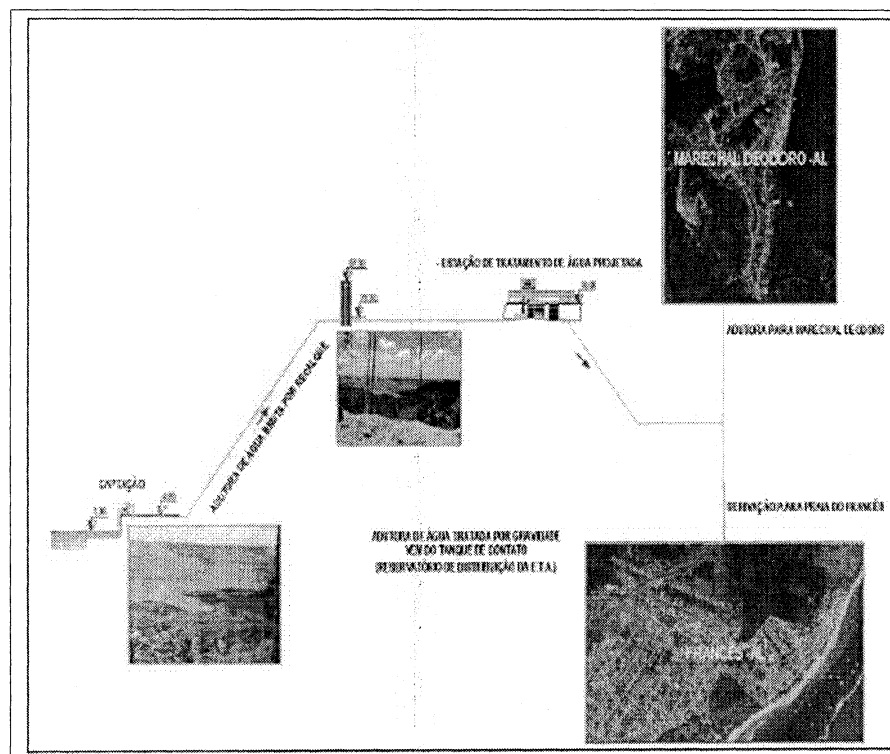 MARECHAL DEODORO - AL
- ESTAÇÃO DE TRATAMENTO DE ÁGUA PROJETADA
ADUTORA PARA MARECHAL DEODORO
ADUTORA DE ÁGUA BRUTA POR RECALQUE
CAPTAÇÃO
DERIVAÇÃO PARA PRAIA DO FRANCÊS
ADUTORA DE ÁGUA TRATADA POR GRAVIDADE
VEM DO TANQUE DE CONTATO
(RESERVATÓRIO DE DISTRIBUIÇÃO DA E.T.A.)
FRANCÊS - AL